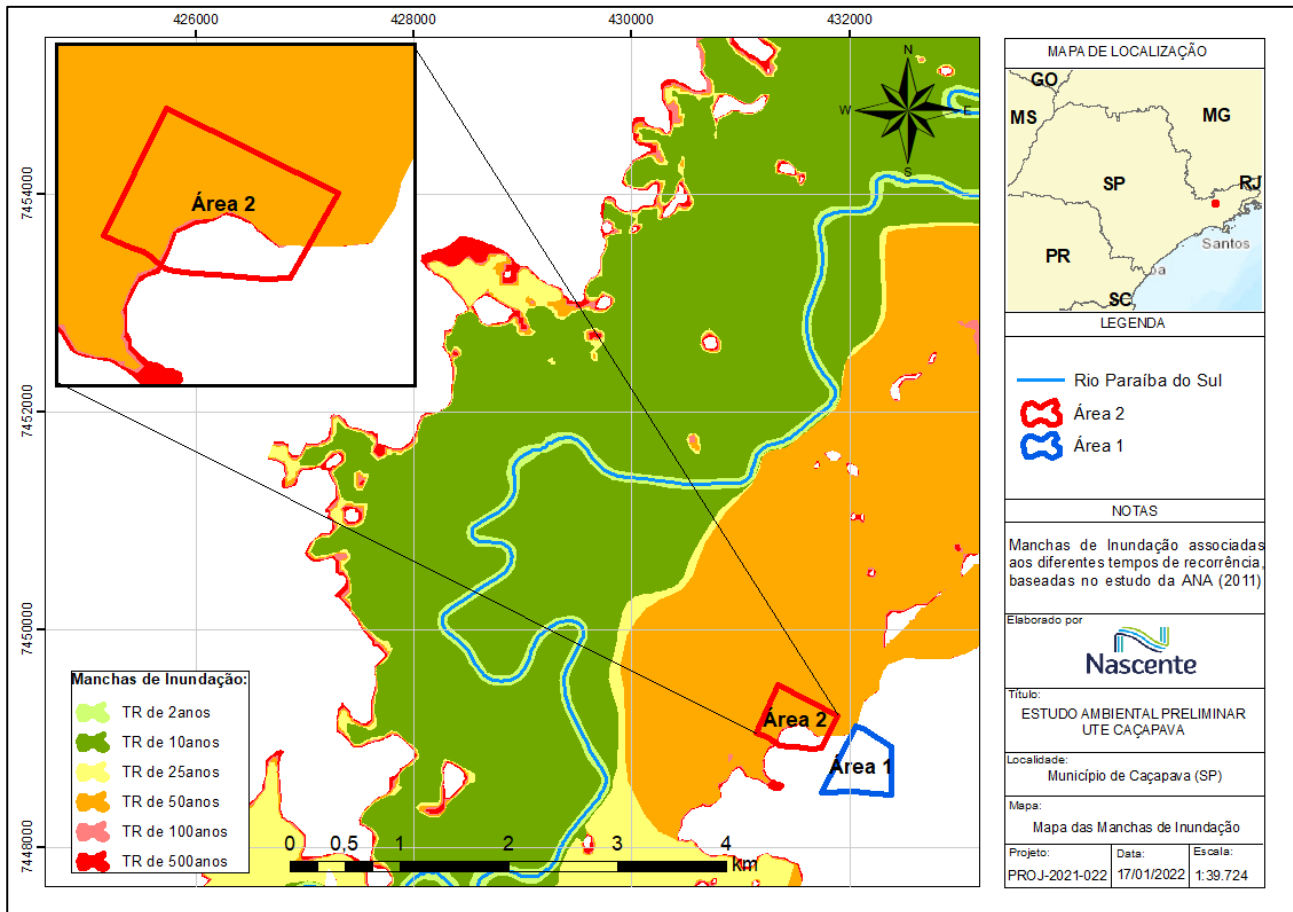 426000
428000
430000
432000
7454000
7452000
7450000
7448000
Área 2
N
W
E
S
Área 2
Área 1
Manchas de Inundação:
TR de 2anos
TR de 10anos
TR de 25anos
TR de 50anos
TR de 100anos
TR de 500anos
0 0,5 1 2 3 4
km
MAPA DE LOCALIZAÇÃO
GO
MS
MG
SP
RJ
Santos
PR
pa
SC
LEGENDA
Rio Paraíba do Sul
Área 2
Área 1
NOTAS
Manchas de Inundação associadas
aos diferentes tempos de recorrência,
baseadas no estudo da ANA (2011)
Elaborado por
Nascente
Título:
ESTUDO AMBIENTAL PRELIMINAR
UTE CAÇAPAVA
Localidade:
Município de Caçapava (SP)
Mapa:
Mapa das Manchas de Inundação
Projeto:
PROJ-2021-022
Data:
17/01/2022
Escala:
1:39.724